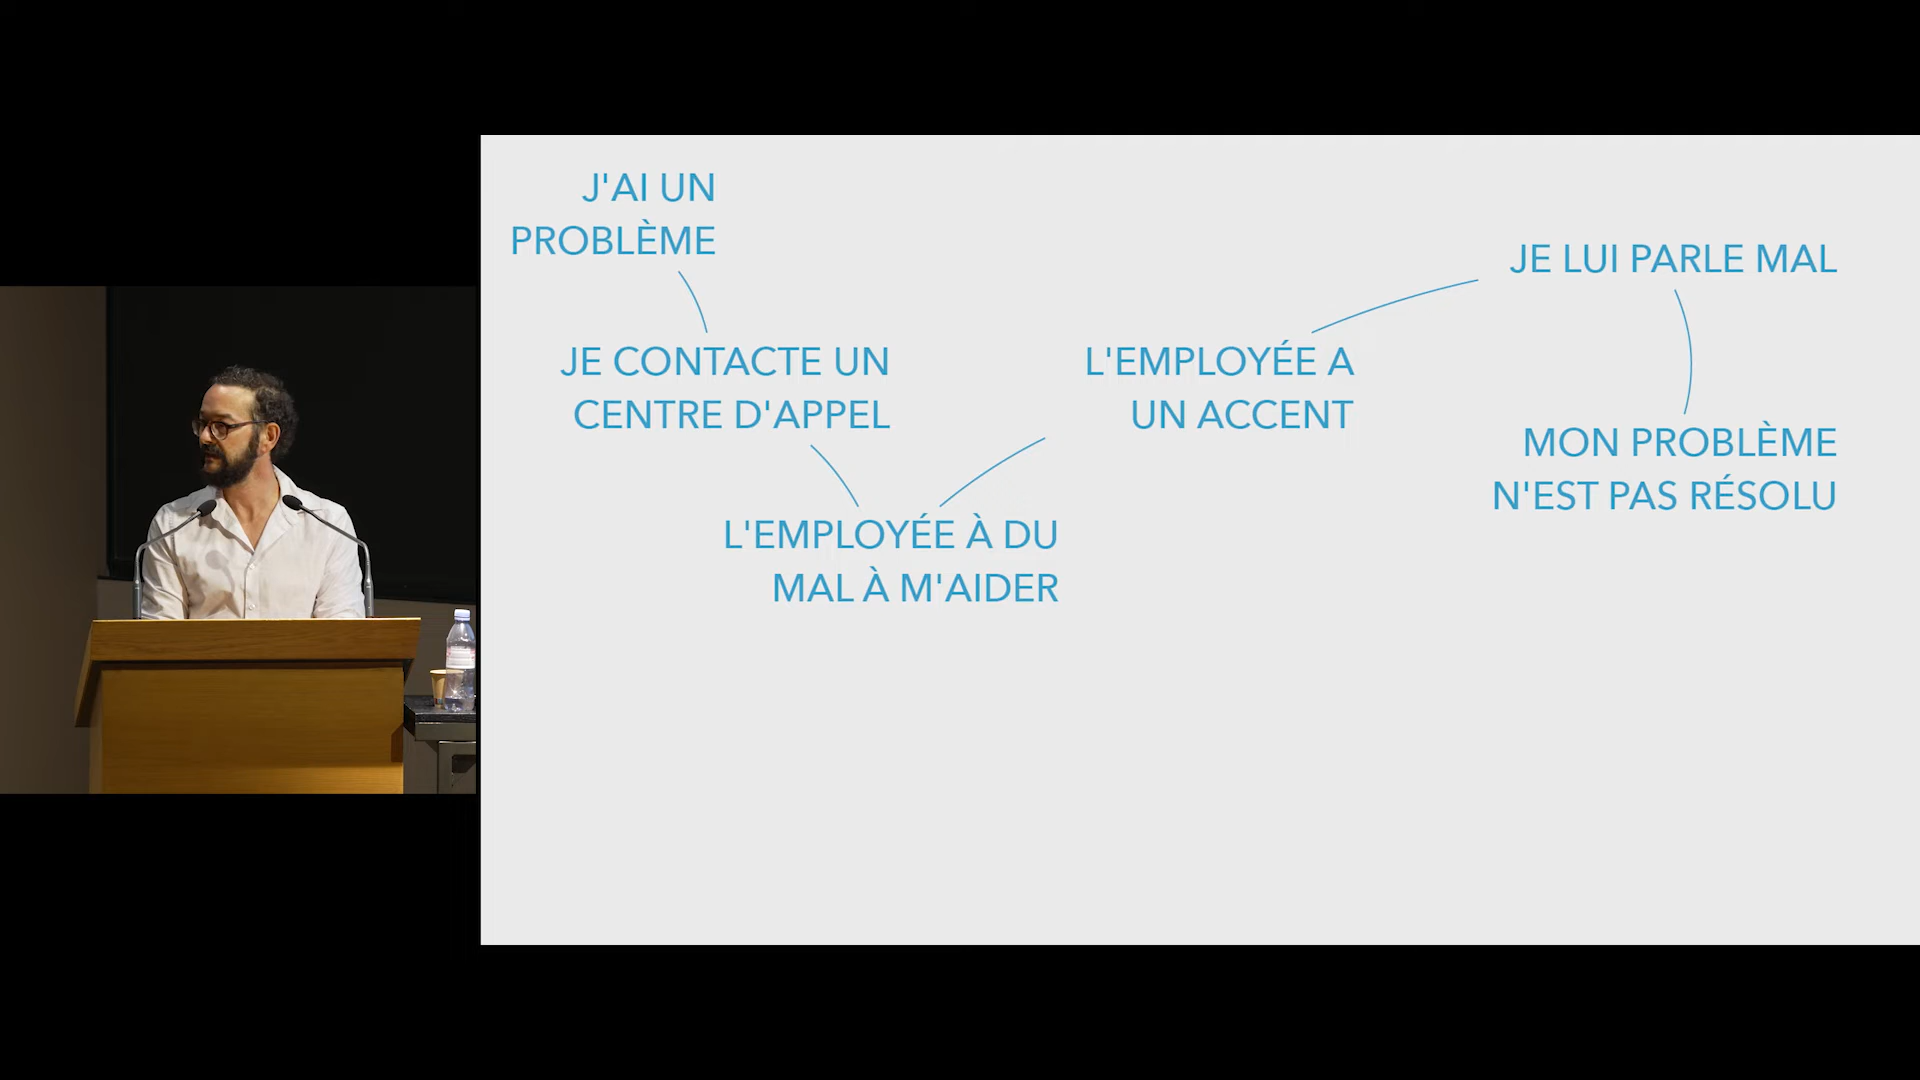 J'AI UN
PROBLÈME
JE CONTACTE UN
CENTRE D'APPEL
L'EMPLOYÉE À DU
MAL À M'AIDER
L'EMPLOYÉE A
UN ACCENT
JE LUI PARLE MAL
MON PROBLÈME
N'EST PAS RÉSOLU